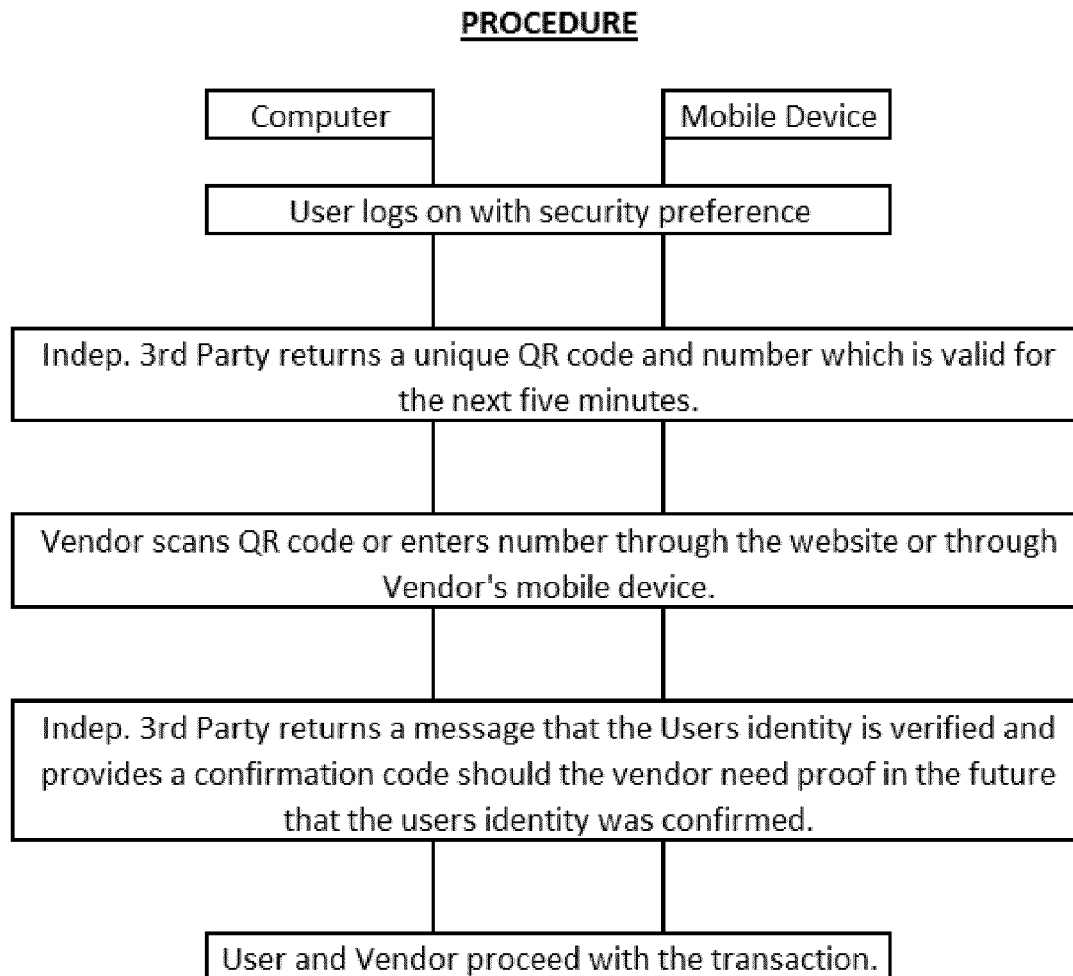 PROCEDURE
Computer
Mobile Device
User logs on with security preference
Indep. 3rd Party returns a unique QR code and number which is valid for
the next five minutes.
Vendor scans QR code or enters number through the website or through
Vendor's mobile device.
Indep. 3rd Party returns a message that the Users identity is verified and
provides a confirmation code should the vendor need proof in the future
that the users identity was confirmed.
User and Vendor proceed with the transaction.